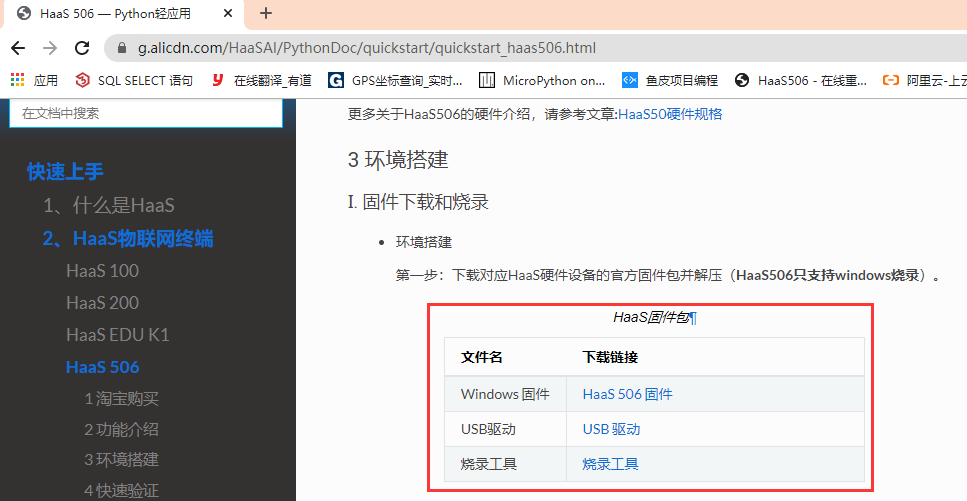 HaaS 506 — Python轻应用
g.alicdn.com/HaaSAI/PythonDoc/quickstart/quickstart_haas506.html
应用 SQL SELECT 语句 在线翻译_有道 GPS坐标查询_实时... MicroPython on... 鱼皮项目编程 HaaS506 - 在线重... 阿里云-上云
在文档中搜索
快速上手
1、什么是HaaS
2、HaaS物联网终端
HaaS 100
HaaS 200
HaaS EDU K1
HaaS 506
1 淘宝购买
2 功能介绍
3 环境搭建
4 快速验证
更多关于HaaS506的硬件介绍，请参考文章:HaaS50硬件规格
3 环境搭建
I. 固件下载和烧录
环境搭建
第一步：下载对应HaaS硬件设备的官方固件包并解压（HaaS506只支持windows烧录）。
HaaS固件包¶
文件名 下载链接
Windows 固件 HaaS 506 固件
USB驱动 USB 驱动
烧录工具 烧录工具